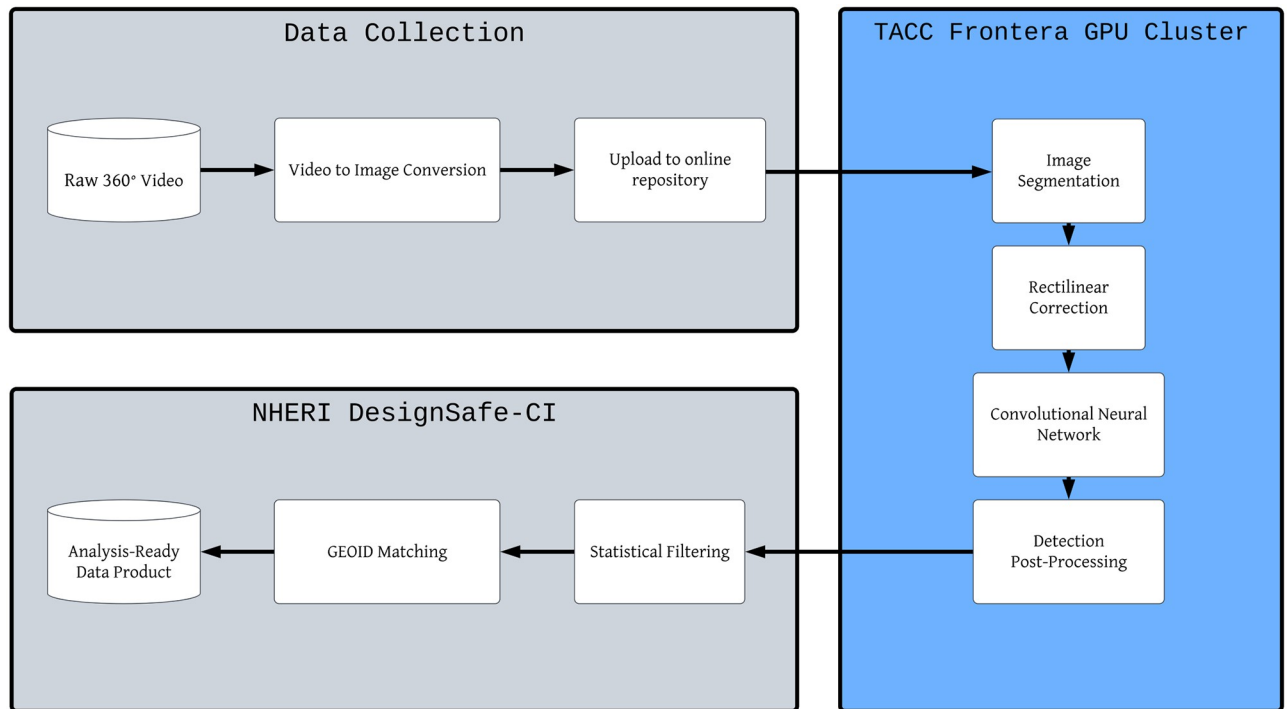 Data Collection
Raw 360° Video
Video to Image Conversion
Upload to online
repository
TACC Frontera GPU Cluster
Image
Segmentation
Rectilinear
Correction
Convolutional Neural
Network
Detection
Post-Processing
NHERI DesignSafe-CI
Statistical Filtering
GEOID Matching
Analysis-Ready
Data Product